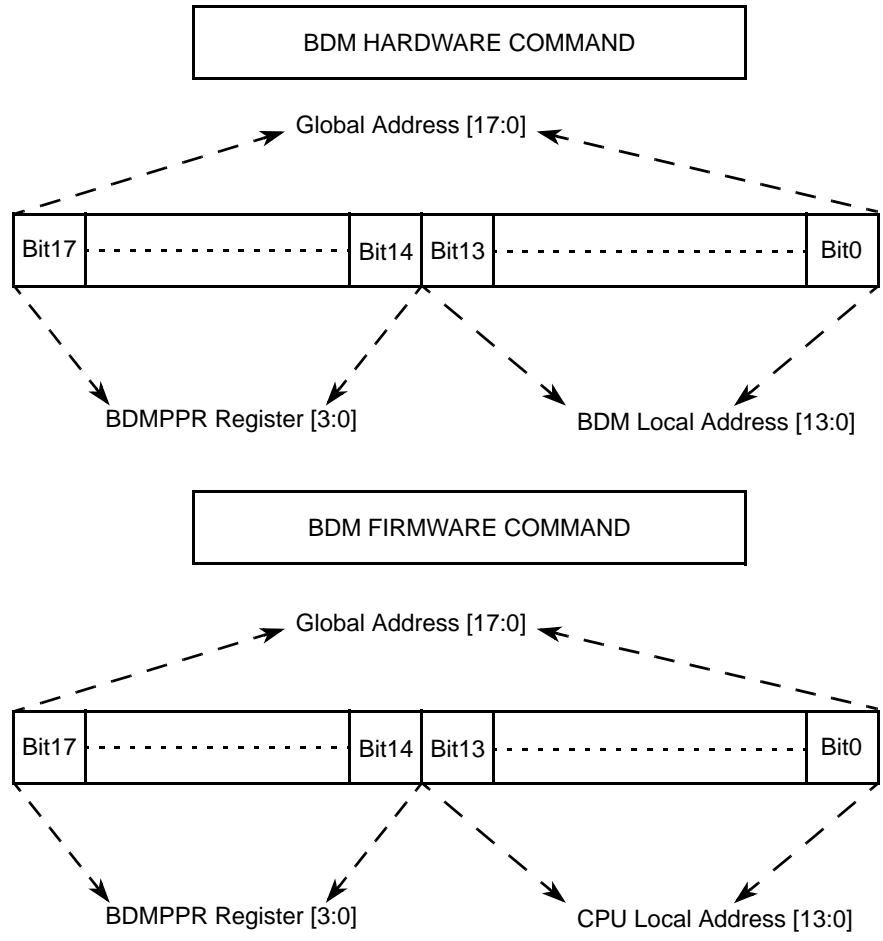 BDM HARDWARE COMMAND
Global Address [17:0]
Bit17 Bit14 Bit13 Bit0
BDMPPR Register [3:0]
BDM Local Address [13:0]
BDM FIRMWARE COMMAND
Global Address [17:0]
Bit17 Bit14 Bit13 Bit0
BDMPPR Register [3:0]
CPU Local Address [13:0]